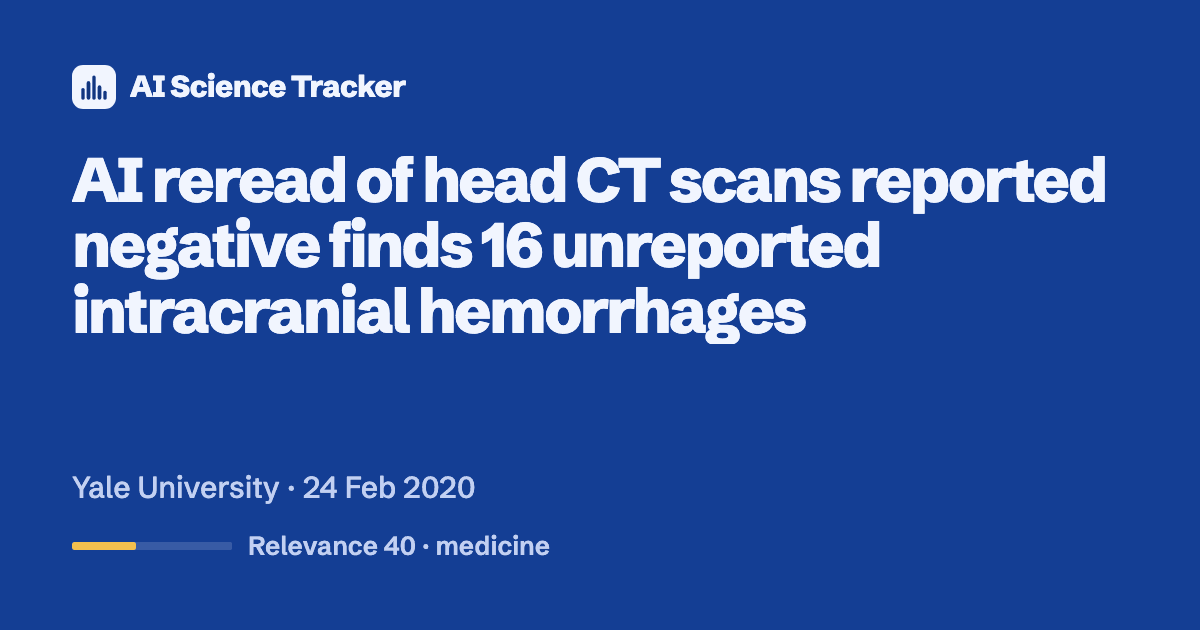 AI Science Tracker
AI reread of head CT scans reported
negative finds 16 unreported
intracranial hemorrhages
Yale University · 24 Feb 2020
Relevance 40 · medicine